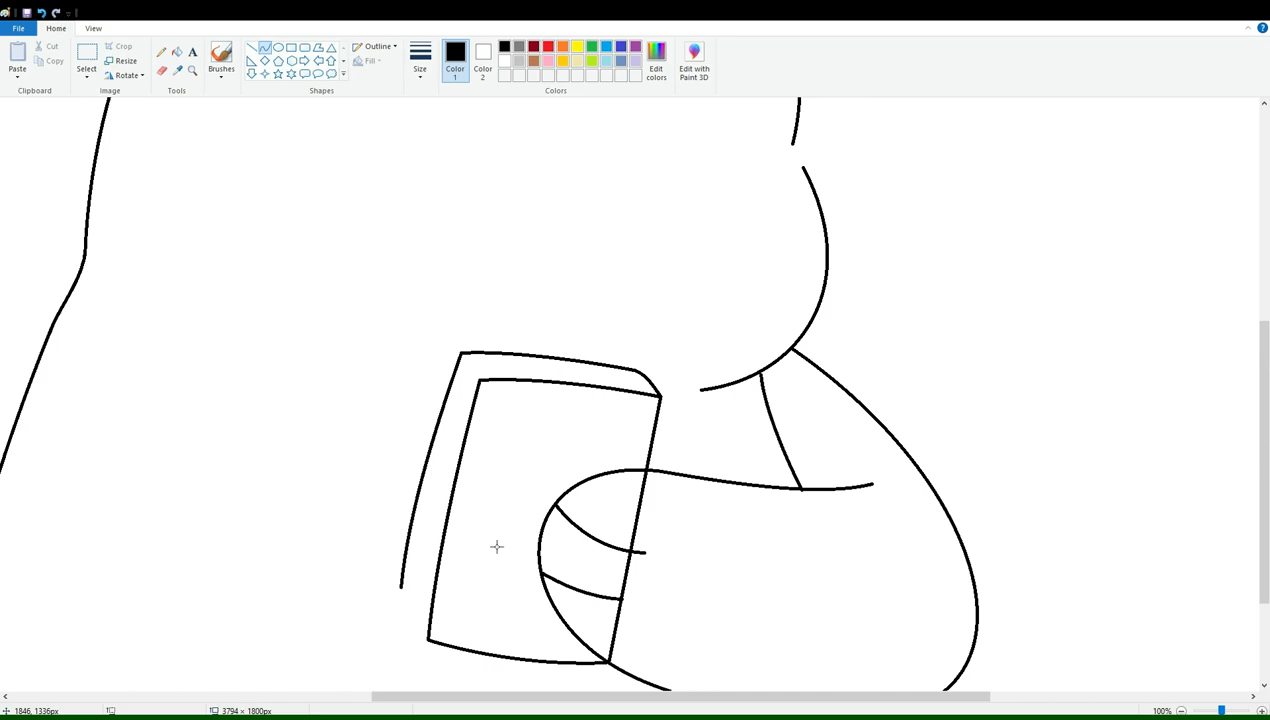 File Home View
Paste Cut Copy
Select Crop Resize Rotate
A
Brushes
Outline Fill
Size
Color 1
Color 2
Edit colors
Edit with Paint 3D
Clipboard Image Tools Shapes Colors
1846, 1336px 3794 × 1800px 100%